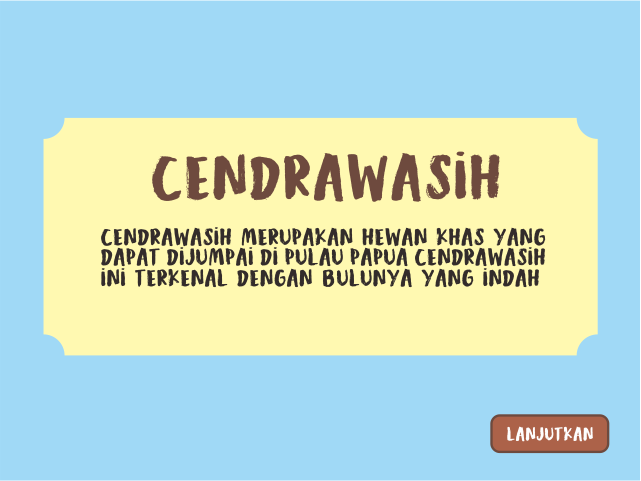 CENDRAWASiH
CENDRAWASiH MERUPAKAN HEWAN KHAS YANG
DAPAT DiJUMPAi Di PULAU PAPUA CENDRAWASiH
iNi TERKENAL DENGAN BULUNYA YANG iNDAH
LANJUTKAN